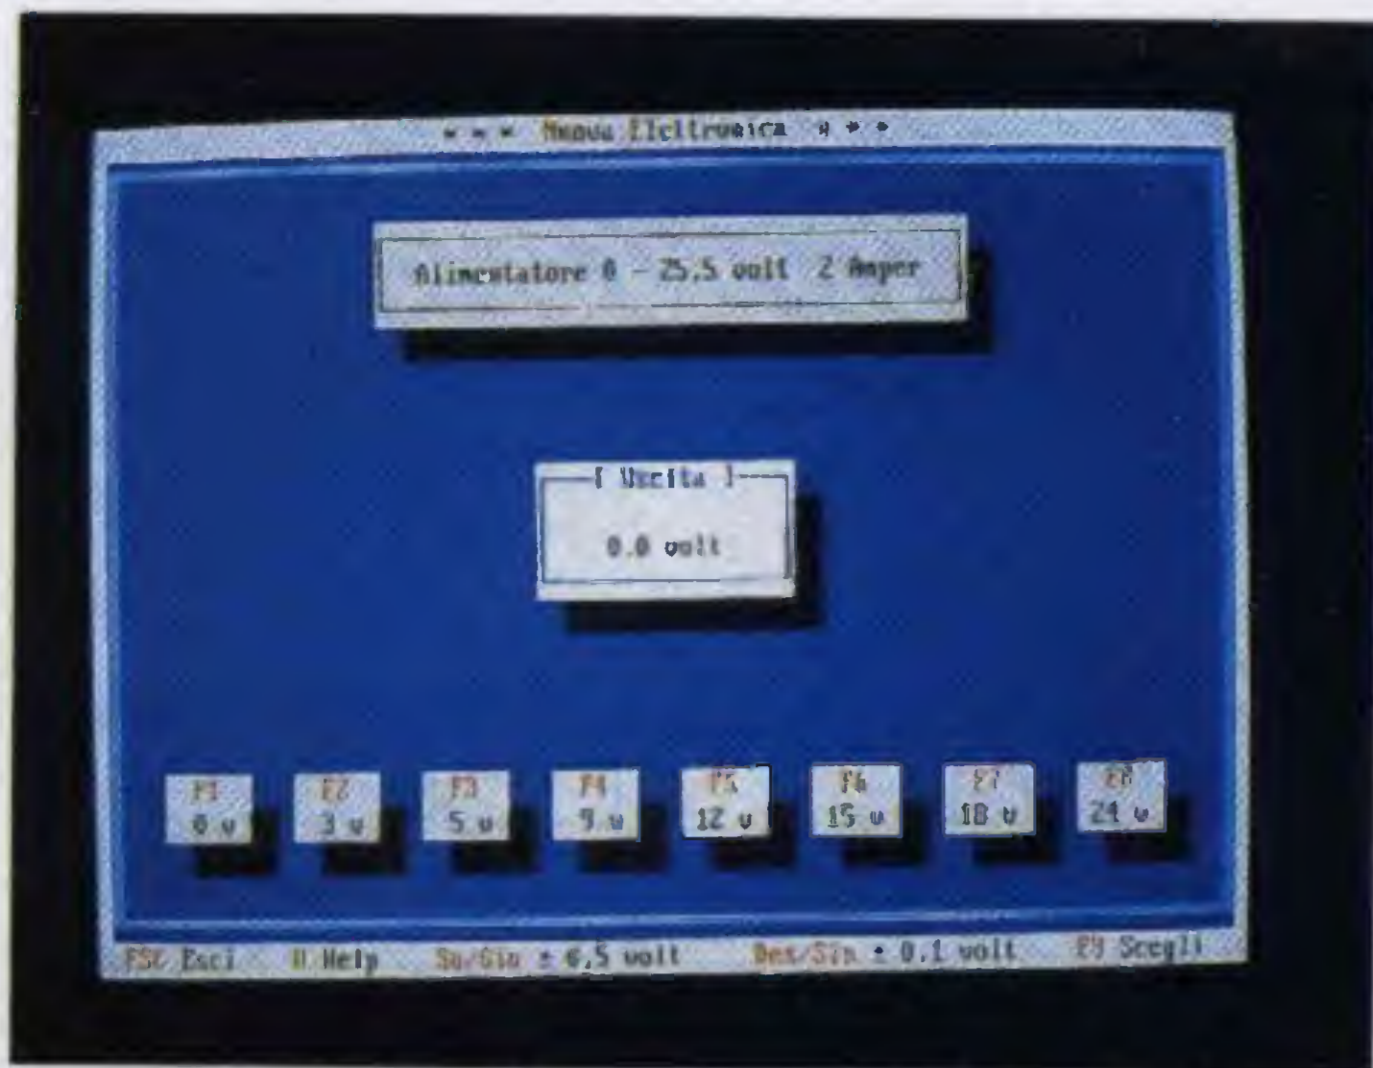 * * * Nuova Elettronica * * *
Alimentatore 0 - 25.5 volt 2 Amper
[ Uscita ]
0.0 volt
F1 F2 F3 F4 F5 F6 F7 F8
0 v 3 v 5 v 9 v 12 v 15 v 18 v 24 v
ESC Esci H Help Su/Giu ± 0,5 volt Des/Sin ± 0.1 volt F9 Scegli